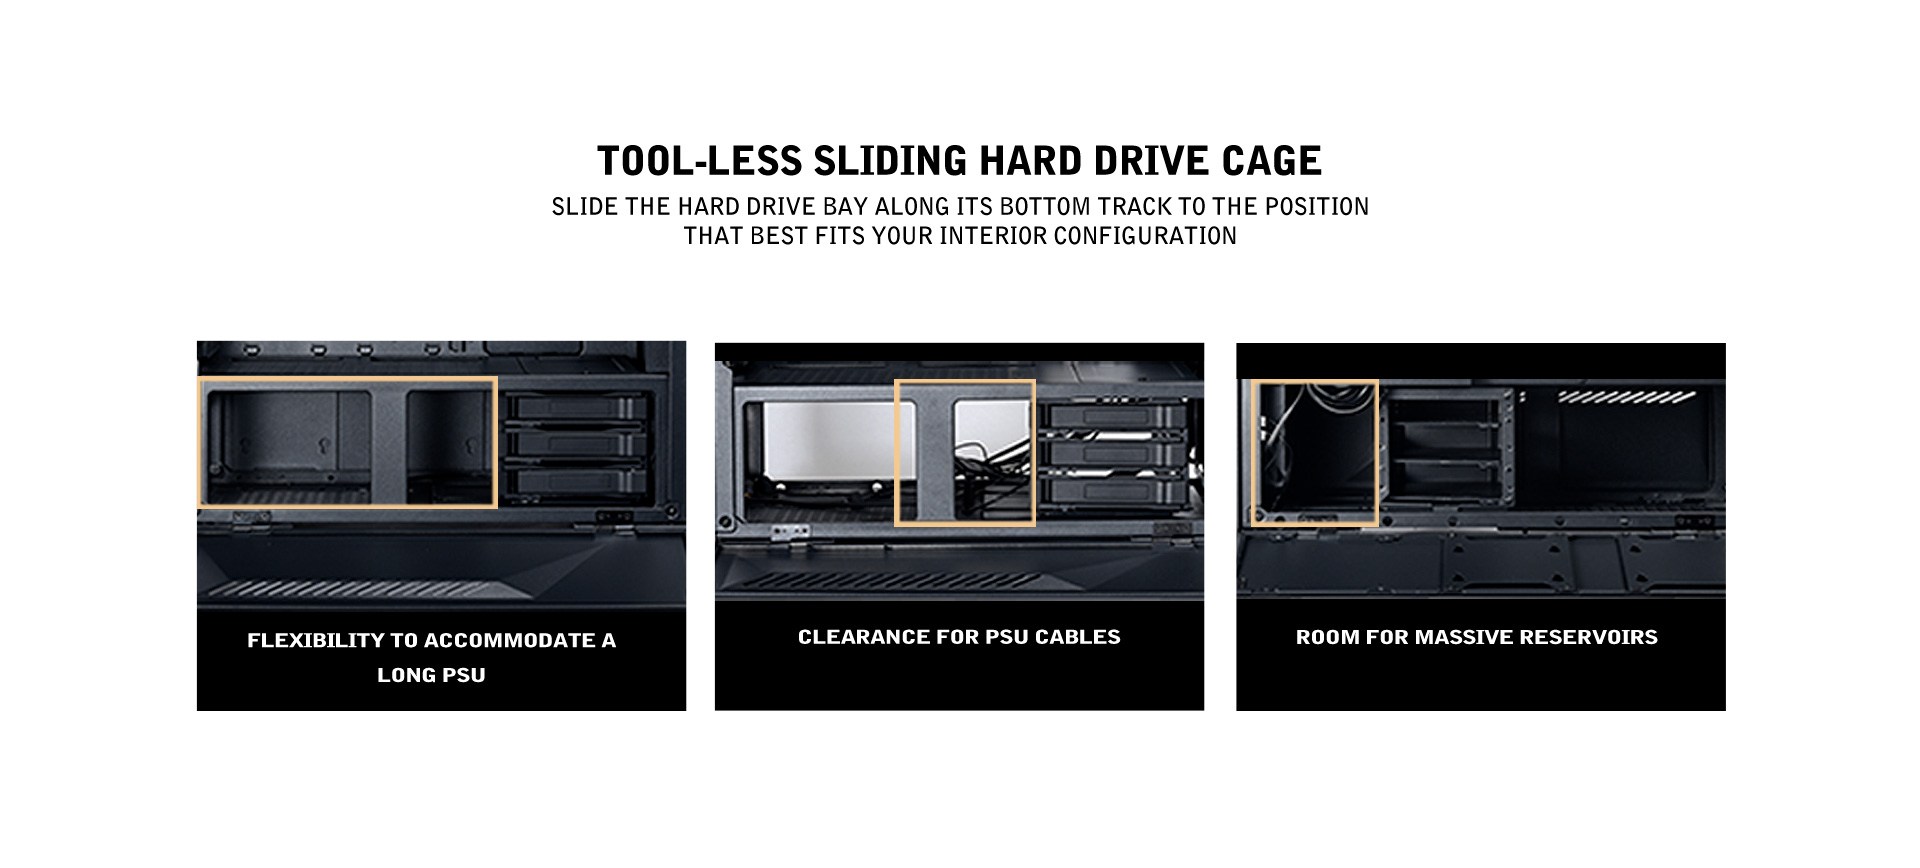 TOOL-LESS SLIDING HARD DRIVE CAGE
SLIDE THE HARD DRIVE BAY ALONG ITS BOTTOM TRACK TO THE POSITION
THAT BEST FITS YOUR INTERIOR CONFIGURATION
FLEXIBILITY TO ACCOMMODATE A
LONG PSU
CLEARANCE FOR PSU CABLES
ROOM FOR MASSIVE RESERVOIRS